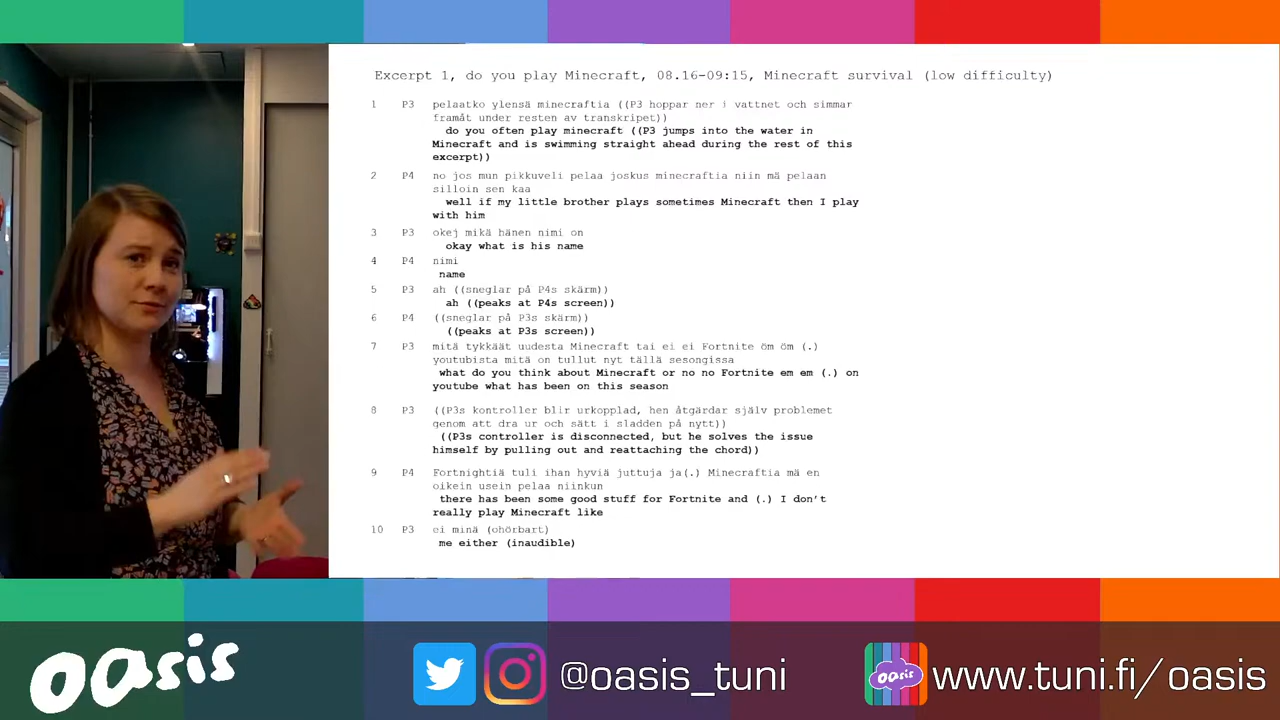 Excerpt 1, do you play Minecraft, 08.16-09:15, Minecraft survival (low difficulty)
1 P3 pelaatko ylensä minecraftia ((P3 hoppar ner i vattnet och simmar
framåt under resten av transkripet))
do you often play minecraft ((P3 jumps into the water in
Minecraft and is swimming straight ahead during the rest of this
excerpt))
2 P4 no jos mun pikkuveli pelaa joskus minecraftia niin mä pelaan
silloin sen kaa
well if my little brother plays sometimes Minecraft then I play
with him
3 P3 okej mikä hänen nimi on
okay what is his name
4 P4 nimi
name
5 P3 ah ((sneglar på P4s skärm))
ah ((peaks at P4s screen))
6 P4 ((sneglar på P3s skärm))
((peaks at P3s screen))
7 P3 mitä tykkäät uudesta Minecraft tai ei ei Fortnite öm öm (.)
youtubista mitä on tullut nyt tällä sesongissa
what do you think about Minecraft or no no Fortnite em em (.) on
youtube what has been on this season
8 P3 ((P3s kontroller blir urkopplad, hen åtgärdar själv problemet
genom att dra ur och sätt i sladden på nytt))
((P3s controller is disconnected, but he solves the issue
himself by pulling out and reattaching the chord))
9 P4 Fortnightiä tuli ihan hyviä juttuja ja(.) Minecraftia mä en
oikein usein pelaa niinkun
there has been some good stuff for Fortnite and (.) I don't
really play Minecraft like
10 P3 ei minä (ohörbart)
me either (inaudible)
oasis
@oasis_tuni
oasis
www.tuni.fi/oasis